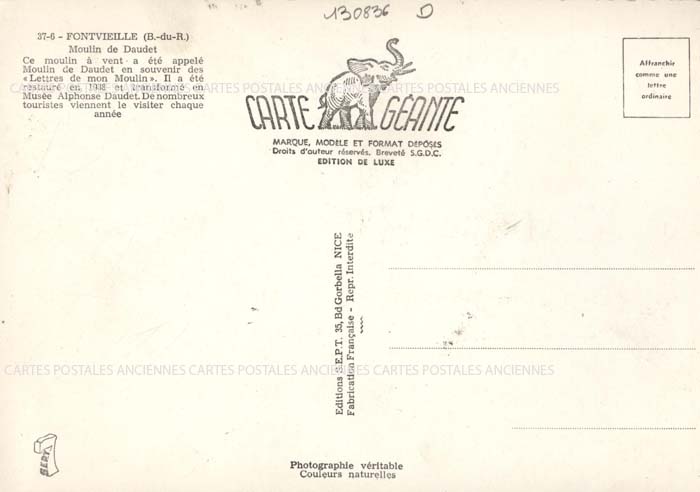 130836 D
37-6 - FONTVIEILLE (B.-du-R.)
Moulin de Daudet
Ce moulin à vent a été appelé
Moulin de Daudet en souvenir des
«Lettres de mon Moulin». Il a été
restauré en et transformé en
Musée Alphonse Daudet. De nombreux
touristes viennent le visiter chaque
année
CARTE GÉANTE
MARQUE, MODÈLE ET FORMAT DÉPOSÉS
Droits d'auteur réservés. Breveté S.G.D.C.
EDITION DE LUXE
Affranchir
comme une
lettre
ordinaire
CARTES POSTALES ANCIENNES CARTES POSTALES ANCIENNES CARTES POSTALES ANCIENNES
Editions S.E.P.T. 35, Bd Gorbella NICE
Fabrication Française - Repr. Interdite
CARTES POSTALES ANCIENNES CARTES POSTALES ANCIENNES CARTES POSTALES ANCIENNES
Photographie véritable
Couleurs naturelles